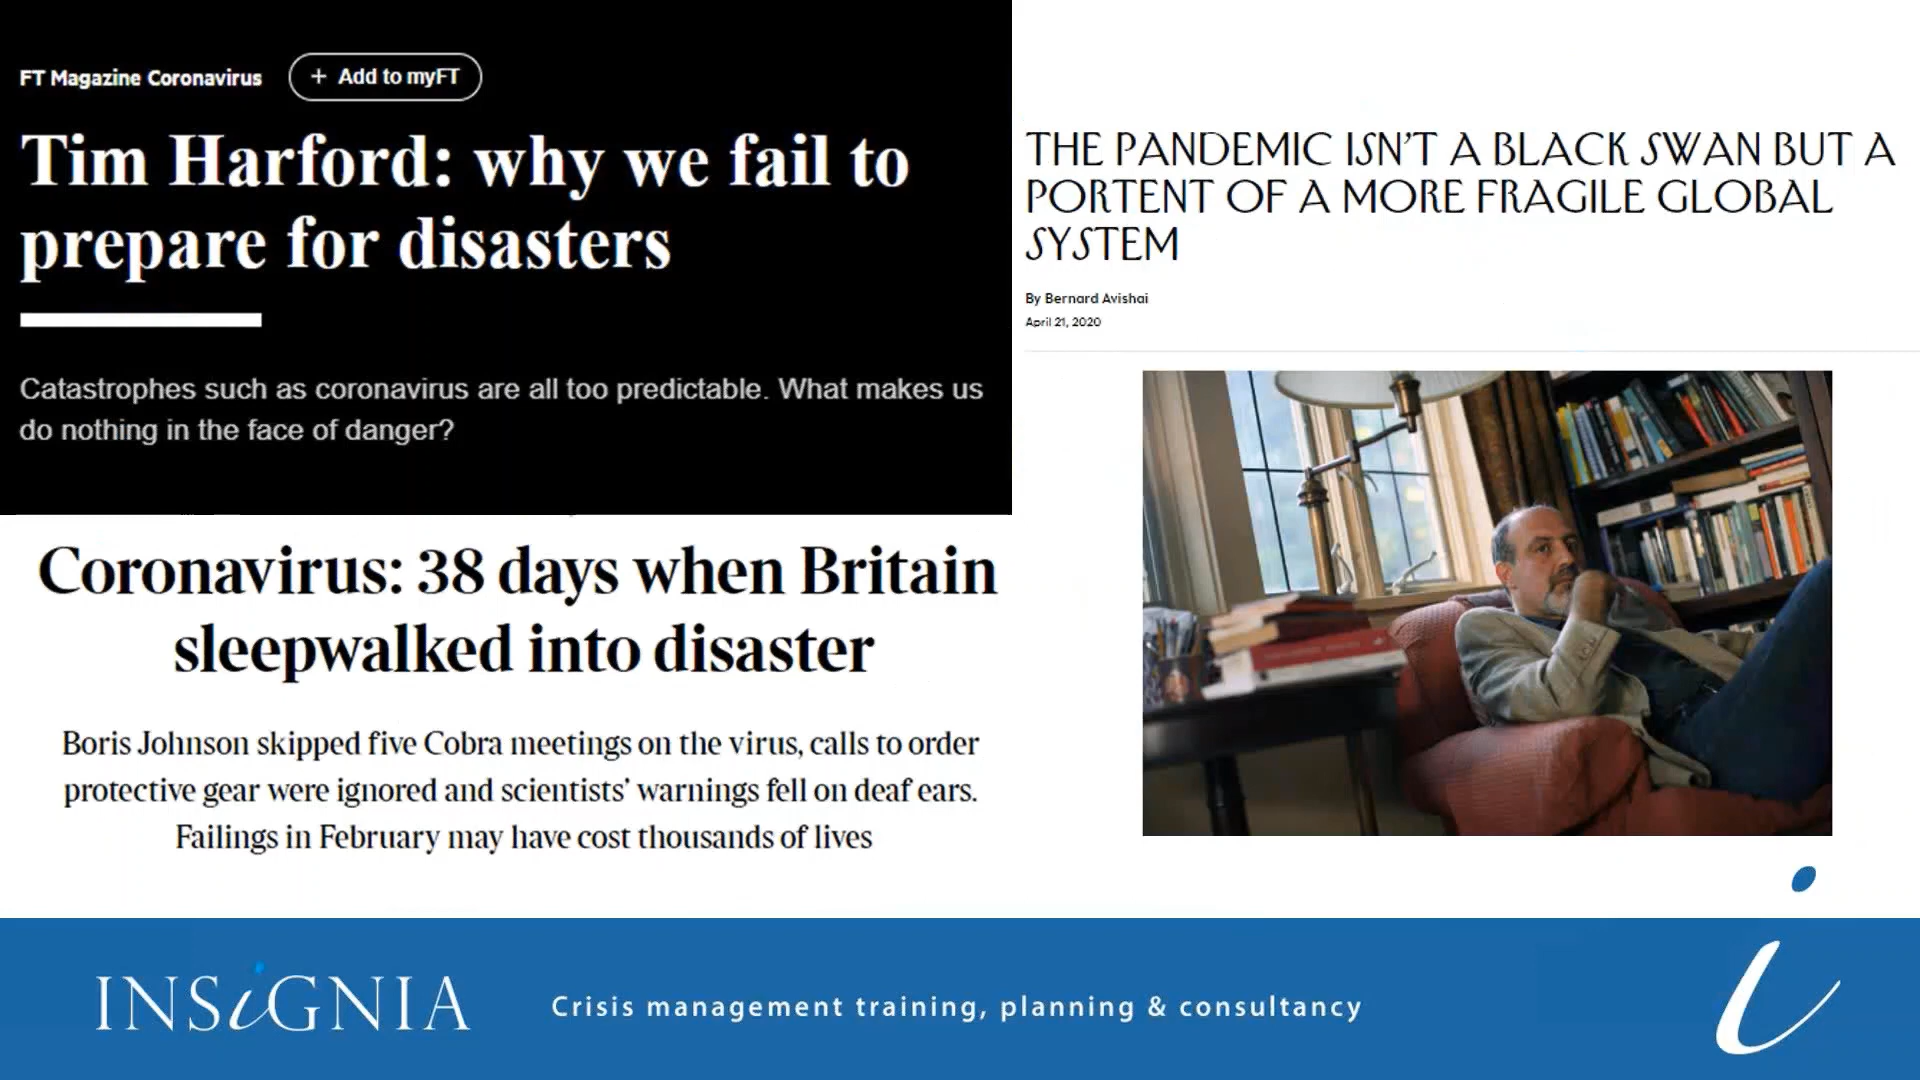 FT Magazine Coronavirus
+ Add to myFT
Tim Harford: why we fail to
prepare for disasters
Catastrophes such as coronavirus are all too predictable. What makes us
do nothing in the face of danger?
Coronavirus: 38 days when Britain
sleepwalked into disaster
Boris Johnson skipped five Cobra meetings on the virus, calls to order
protective gear were ignored and scientists’ warnings fell on deaf ears.
Failings in February may have cost thousands of lives
THE PANDEMIC ISN’T A BLACK SWAN BUT A
PORTENT OF A MORE FRAGILE GLOBAL
SYSTEM
By Bernard Avishai
April 21, 2020
INSiGNIA
Crisis management training, planning & consultancy
i